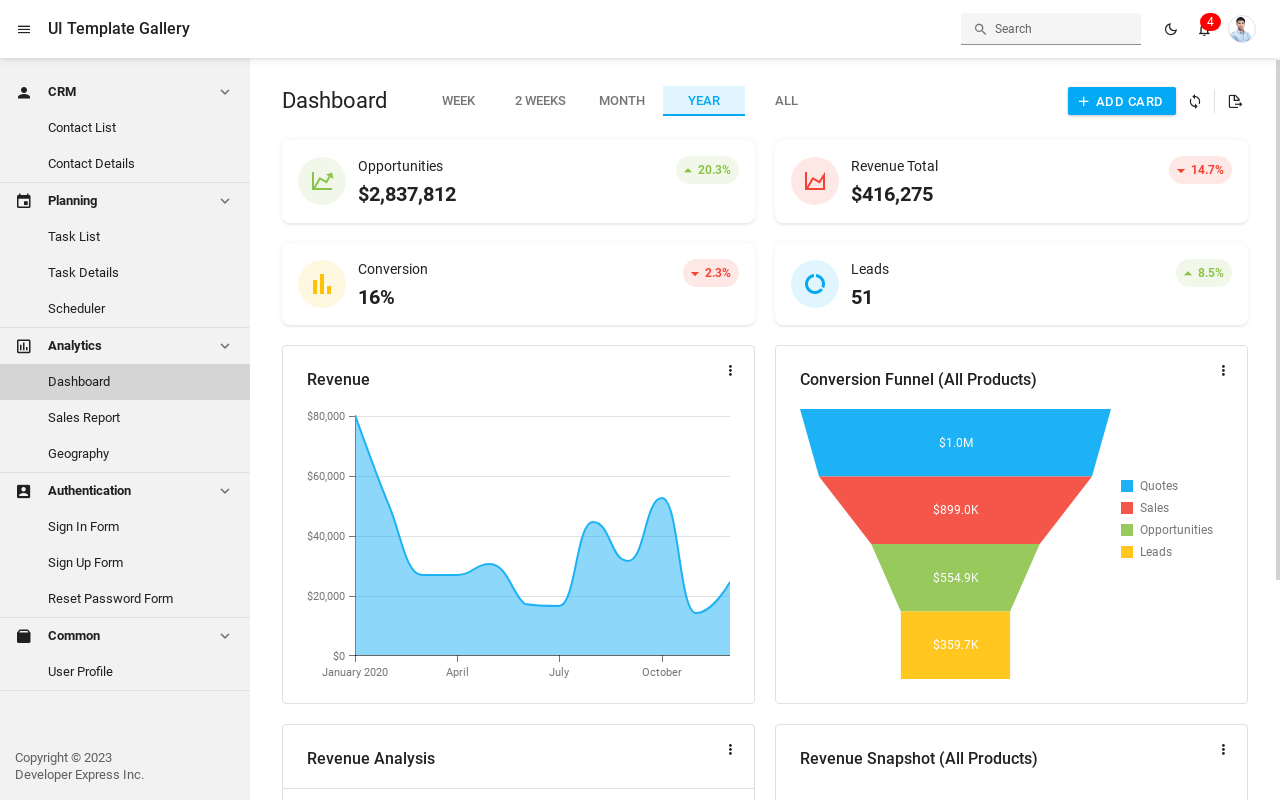 UI Template Gallery
Search
4
CRM
Contact List
Contact Details
Planning
Task List
Task Details
Scheduler
Analytics
Dashboard
Sales Report
Geography
Authentication
Sign In Form
Sign Up Form
Reset Password Form
Common
User Profile
Copyright © 2023
Developer Express Inc.
Dashboard
WEEK
2 WEEKS
MONTH
YEAR
ALL
ADD CARD
Opportunities
$2,837,812
20.3%
Revenue Total
$416,275
14.7%
Conversion
16%
2.3%
Leads
51
8.5%
Revenue
$80,000
$60,000
$40,000
$20,000
$0
January 2020
April
July
October
Conversion Funnel (All Products)
$1.0M
$899.0K
$554.9K
$359.7K
Quotes
Sales
Opportunities
Leads
Revenue Analysis
Revenue Snapshot (All Products)